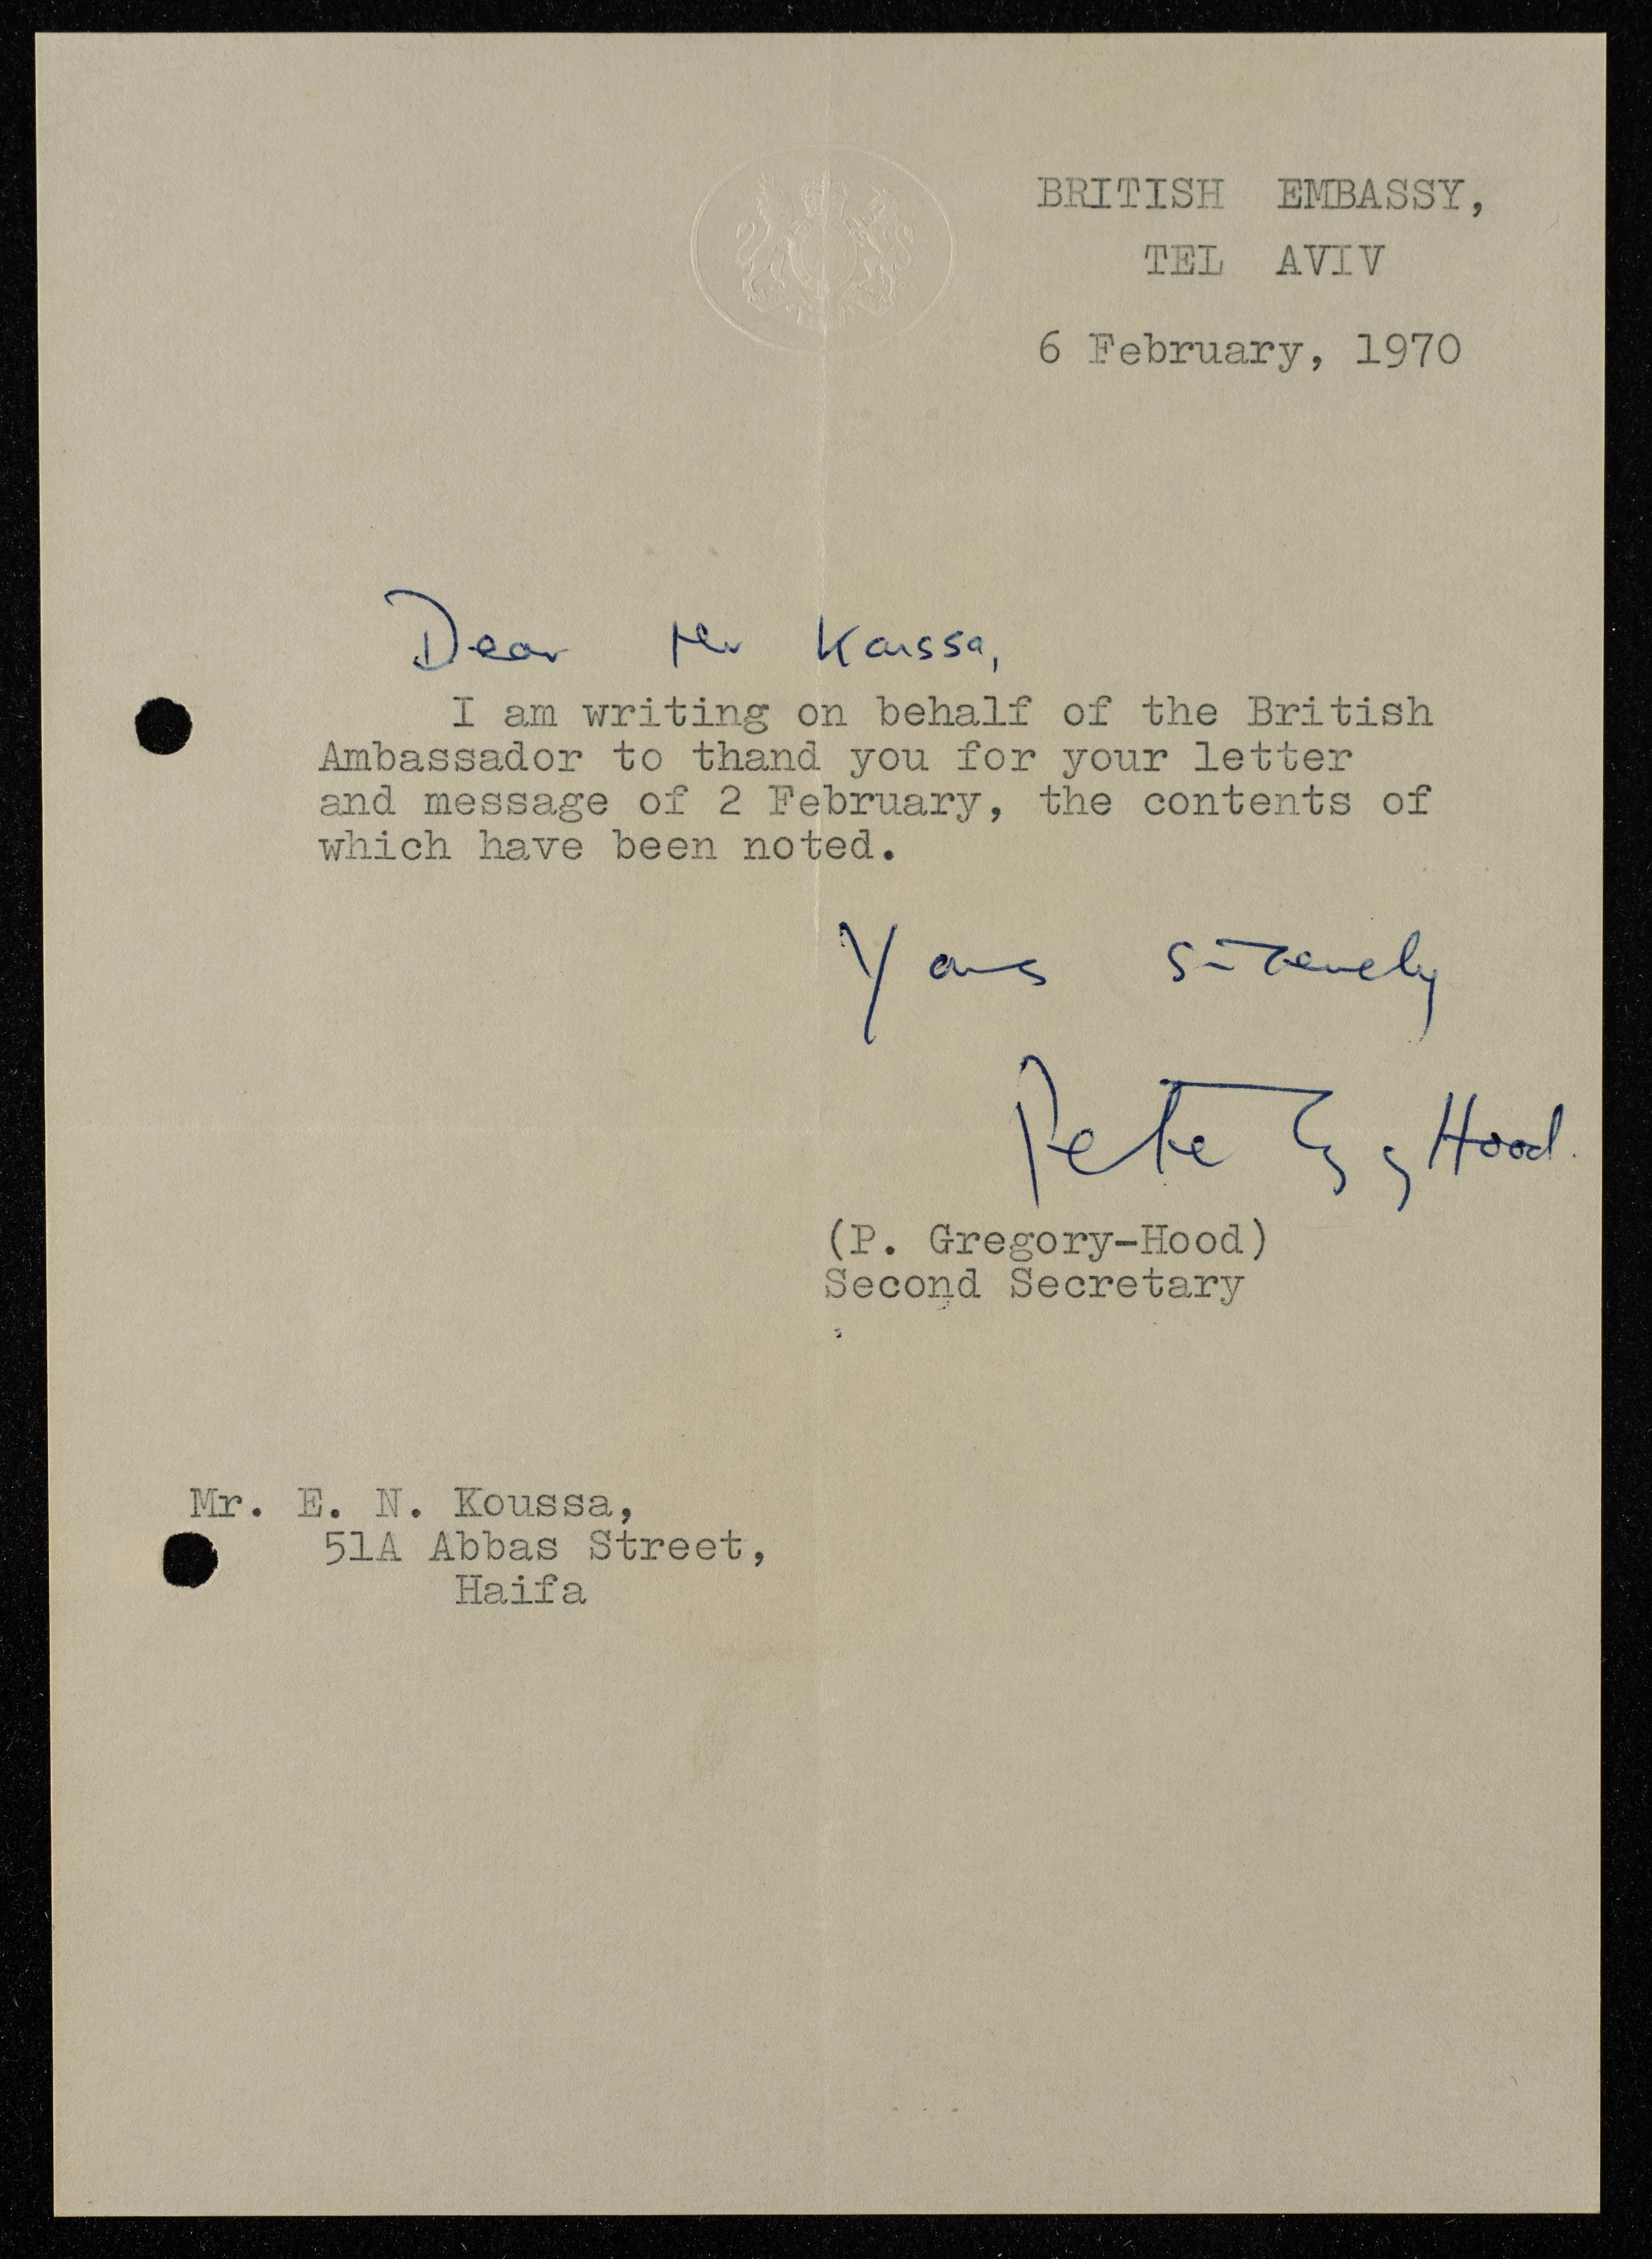 BRITISH EMBASSY,
TEL AVIV
6 February, 1970
Dear Mr Koussa,
I am writing on behalf of the British
Ambassador to thand you for your letter
and message of 2 February, the contents of
which have been noted.
Yours sincerely
Peter Gregory Hood.
(P. Gregory-Hood)
Second Secretary
Mr. E. N. Koussa,
51A Abbas Street,
Haifa